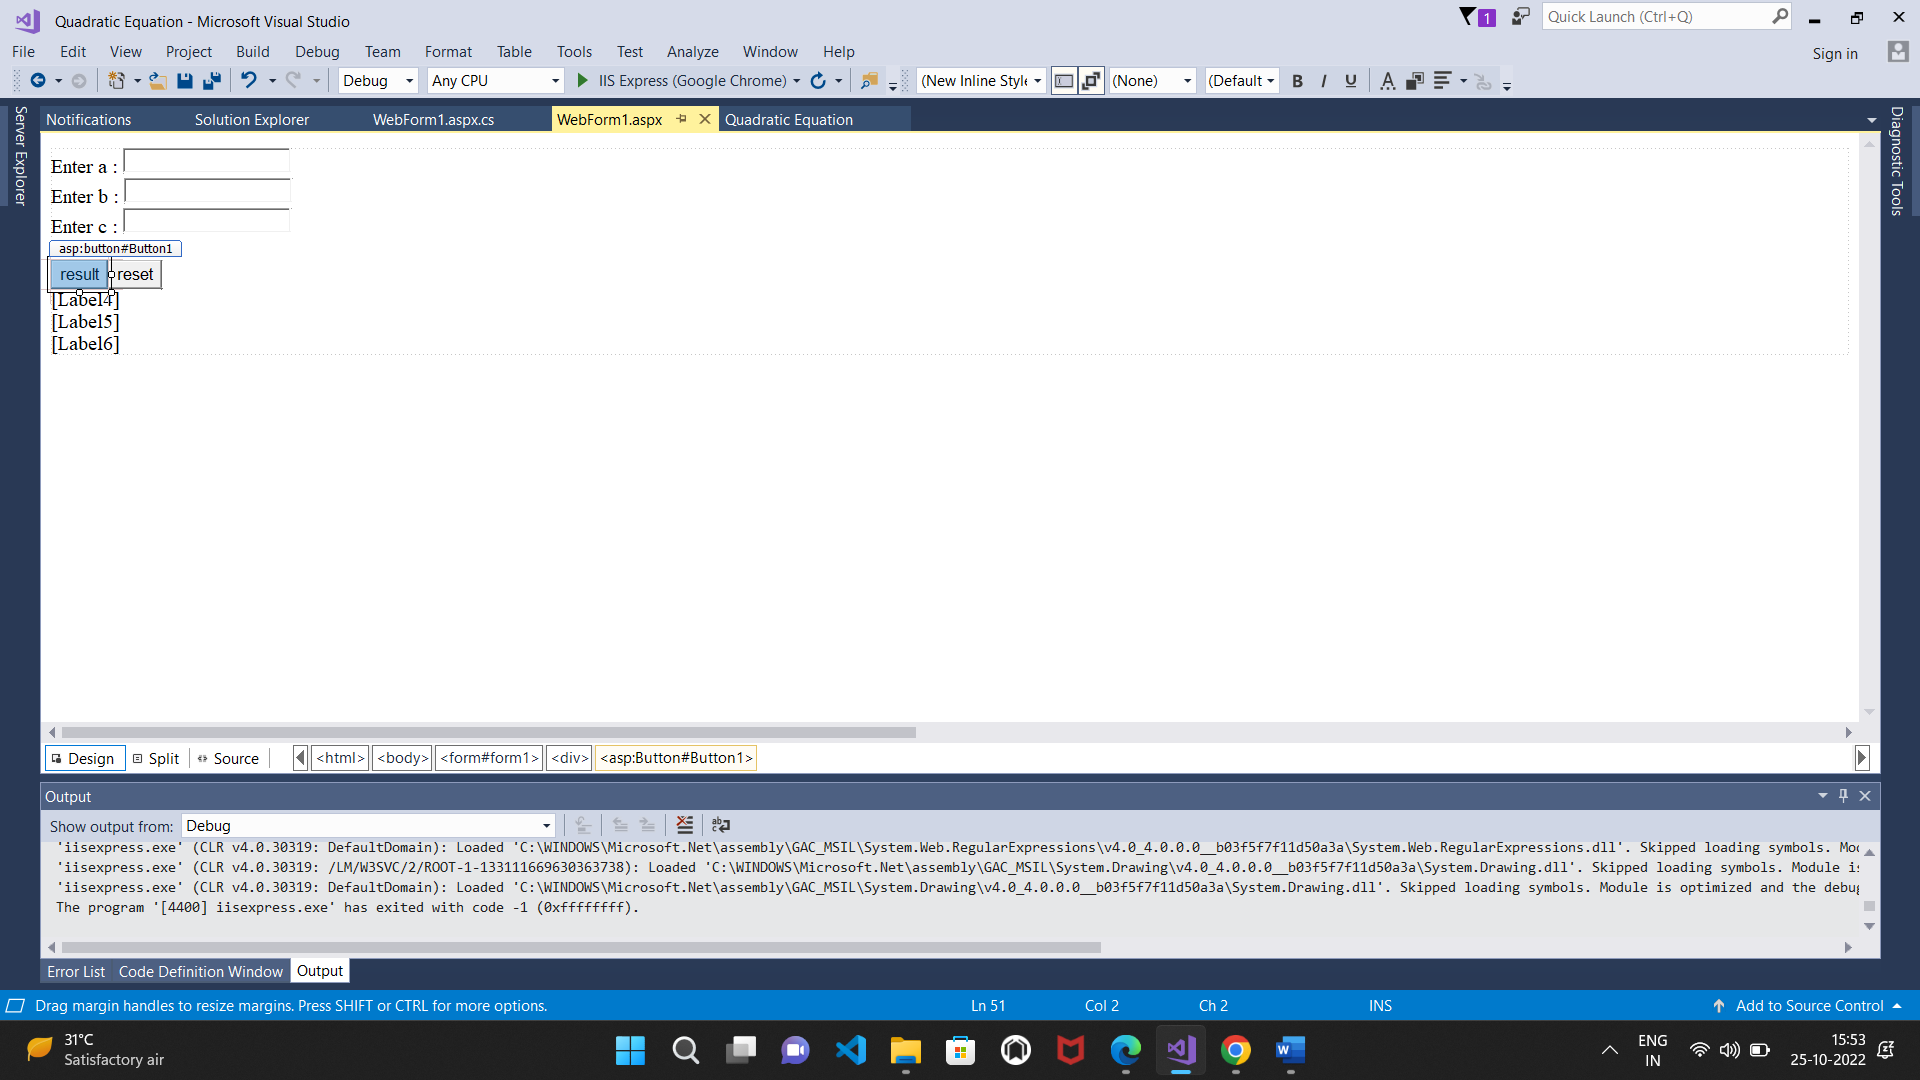 Quadratic Equation - Microsoft Visual Studio
1
Quick Launch (Ctrl+Q)
File Edit View Project Build Debug Team Format Table Tools Test Analyze Window Help
Sign in
Debug Any CPU IIS Express (Google Chrome) (New Inline Style (None) (Default B I U A
Server Explorer
Notifications Solution Explorer WebForm1.aspx.cs WebForm1.aspx Quadratic Equation
Diagnostic Tools
Enter a :
Enter b :
Enter c :
asp:button#Button1
result reset
[Label4]
[Label5]
[Label6]
Design Split Source <html> <body> <form#form1> <div> <asp:Button#Button1>
Output
Show output from: Debug
'iisexpress.exe' (CLR v4.0.30319: DefaultDomain): Loaded 'C:\WINDOWS\Microsoft.Net\assembly\GAC_MSIL\System.Web.RegularExpressions\v4.0_4.0.0.0__b03f5f7f11d50a3a\System.Web.RegularExpressions.dll'. Skipped loading symbols. Mod
'iisexpress.exe' (CLR v4.0.30319: /LM/W3SVC/2/ROOT-1-133111669630363738): Loaded 'C:\WINDOWS\Microsoft.Net\assembly\GAC_MSIL\System.Drawing\v4.0_4.0.0.0__b03f5f7f11d50a3a\System.Drawing.dll'. Skipped loading symbols. Module is
'iisexpress.exe' (CLR v4.0.30319: DefaultDomain): Loaded 'C:\WINDOWS\Microsoft.Net\assembly\GAC_MSIL\System.Drawing\v4.0_4.0.0.0__b03f5f7f11d50a3a\System.Drawing.dll'. Skipped loading symbols. Module is optimized and the debug
The program '[4400] iisexpress.exe' has exited with code -1 (0xffffffff).
Error List Code Definition Window Output
Drag margin handles to resize margins. Press SHIFT or CTRL for more options. Ln 51 Col 2 Ch 2 INS Add to Source Control
31°C
Satisfactory air
ENG
IN
15:53
25-10-2022